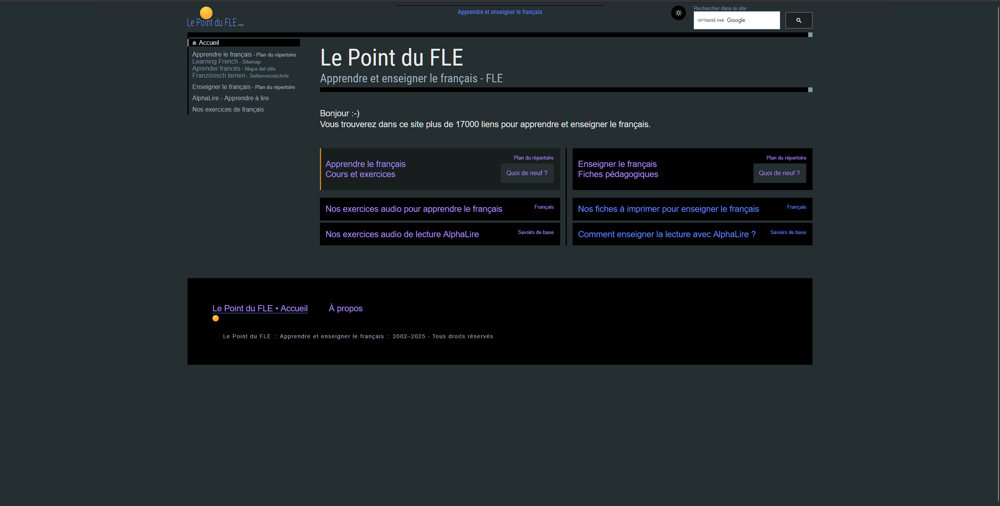 Le Point du FLE.net
Apprendre et enseigner le français
Rechercher dans le site :
OPTIMISÉ PAR Google
Accueil
Apprendre le français - Plan du répertoire
Learning French - Sitemap
Aprender francés - Mapa del sitio
Französisch lernen - Seitenverzeichnis
Enseigner le français - Plan du répertoire
AlphaLire - Apprendre à lire
Nos exercices de français
Le Point du FLE
Apprendre et enseigner le français - FLE
Bonjour :-)
Vous trouverez dans ce site plus de 17000 liens pour apprendre et enseigner le français.
Apprendre le français
Cours et exercices
Plan du répertoire
Quoi de neuf ?
Nos exercices audio pour apprendre le français
Français
Nos exercices audio de lecture AlphaLire
Savoirs de base
Enseigner le français
Fiches pédagogiques
Plan du répertoire
Quoi de neuf ?
Nos fiches à imprimer pour enseigner le français
Français
Comment enseigner la lecture avec AlphaLire ?
Savoirs de base
Le Point du FLE • Accueil
À propos
Le Point du FLE :: Apprendre et enseigner le français :: 2002–2025 - Tous droits réservés